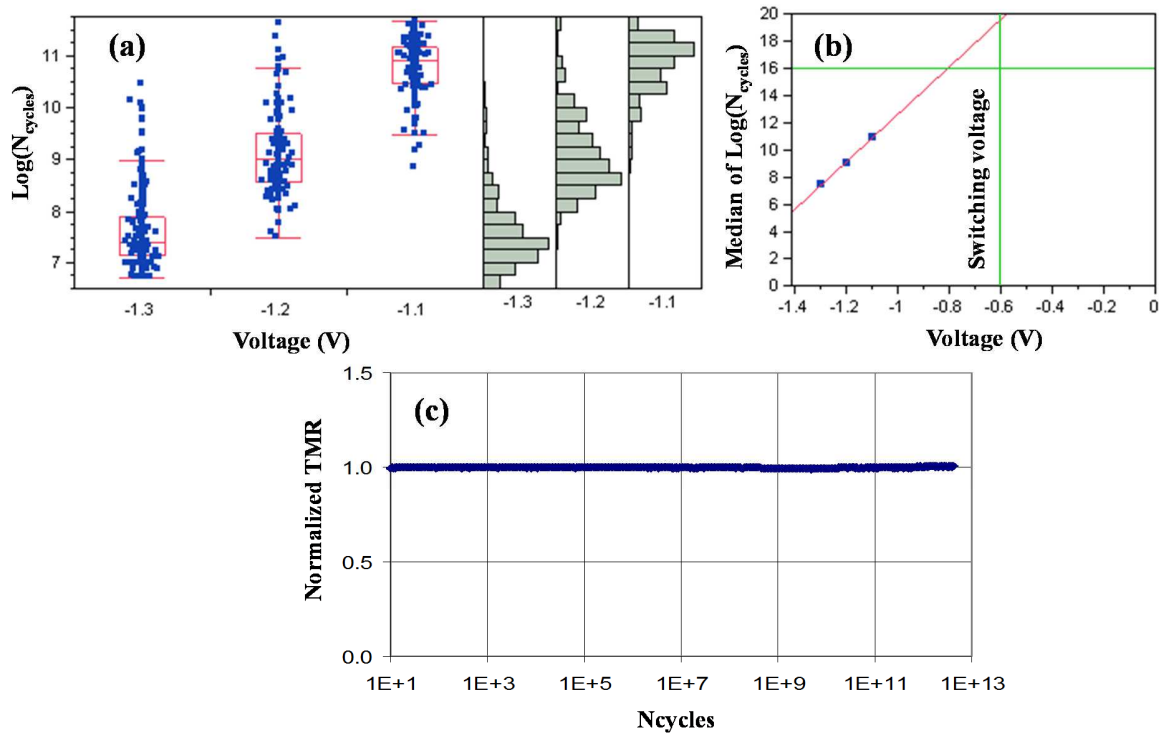 (a)
Log(Ncycles)
11
10
9
8
7
-1.3
-1.2
-1.1
-1.3
-1.2
-1.1
Voltage (V)
(b)
Median of Log(Ncycles)
20
18
16
14
12
10
8
6
4
2
0
Switching voltage
-1.4 -1.2 -1 -0.8 -0.6 -0.4 -0.2 0
Voltage (V)
(c)
Normalized TMR
1.5
1.0
0.5
0.0
1E+1 1E+3 1E+5 1E+7 1E+9 1E+11 1E+13
Ncycles